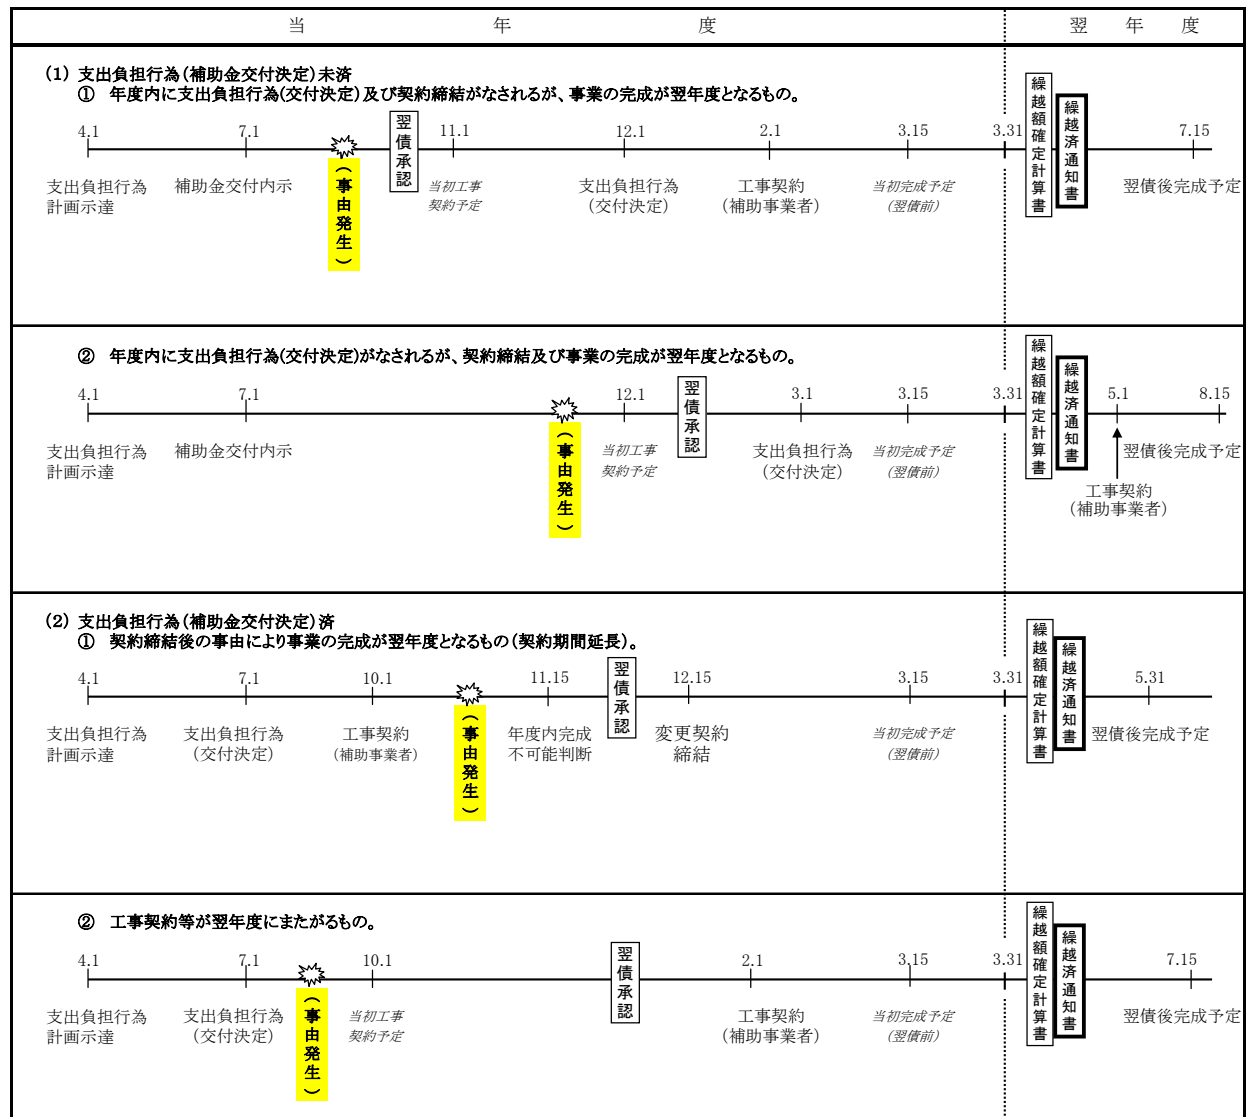 当年度 翌年度
(1) 支出負担行為(補助金交付決定)未済
① 年度内に支出負担行為(交付決定)及び契約締結がなされるが、事業の完成が翌年度となるもの。
4.1 7.1 11.1 12.1 2.1 3.15 3.31 7.15
(事由発生)
翌債承認
繰越額確定計算書
繰越済通知書
支出負担行為
計画示達
補助金交付内示
当初工事
契約予定
支出負担行為
(交付決定)
工事契約
(補助事業者)
当初完成予定
(翌債前)
翌債後完成予定
② 年度内に支出負担行為(交付決定)がなされるが、契約締結及び事業の完成が翌年度となるもの。
4.1 7.1 12.1 3.1 3.15 3.31 5.1 8.15
(事由発生)
翌債承認
繰越額確定計算書
繰越済通知書
支出負担行為
計画示達
補助金交付内示
当初工事
契約予定
支出負担行為
(交付決定)
当初完成予定
(翌債前)
翌債後完成予定
工事契約
(補助事業者)
(2) 支出負担行為(補助金交付決定)済
① 契約締結後の事由により事業の完成が翌年度となるもの(契約期間延長)。
4.1 7.1 10.1 11.15 12.15 3.15 3.31 5.31
(事由発生)
翌債承認
繰越額確定計算書
繰越済通知書
支出負担行為
計画示達
支出負担行為
(交付決定)
工事契約
(補助事業者)
年度内完成
不可能判断
変更契約
締結
当初完成予定
(翌債前)
翌債後完成予定
② 工事契約等が翌年度にまたがるもの。
4.1 7.1 10.1 2.1 3.15 3.31 7.15
(事由発生)
翌債承認
繰越額確定計算書
繰越済通知書
支出負担行為
計画示達
支出負担行為
(交付決定)
当初工事
契約予定
工事契約
(補助事業者)
当初完成予定
(翌債前)
翌債後完成予定